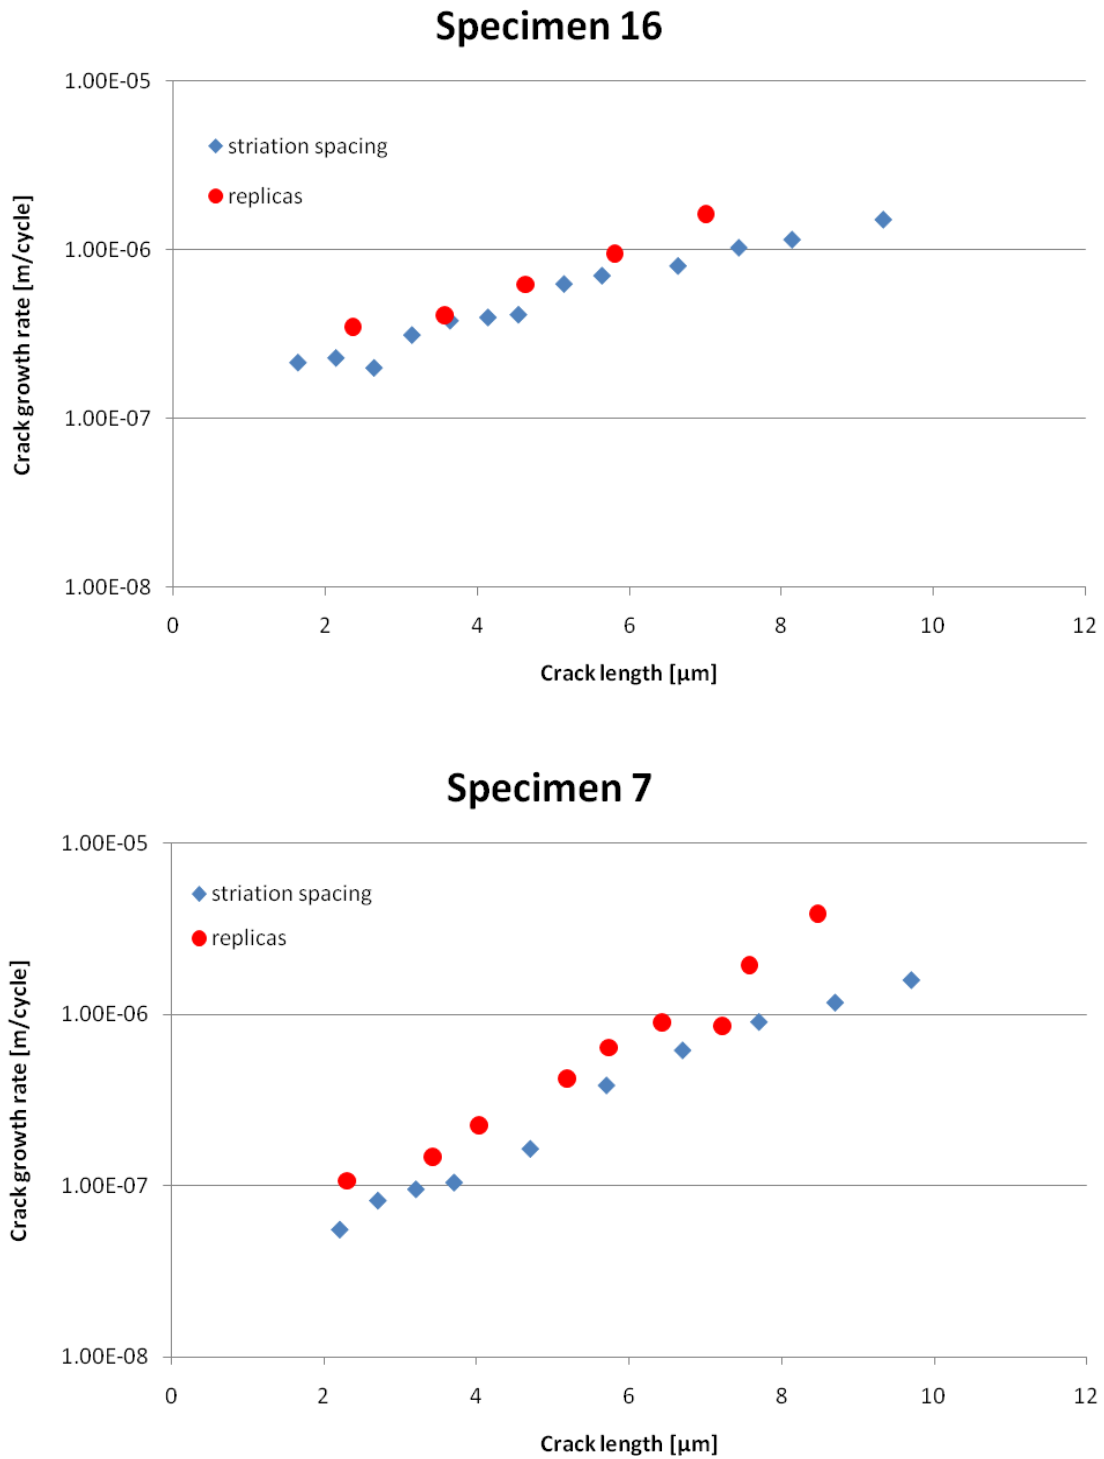 Specimen 16
1.00E-05
striation spacing
replicas
1.00E-06
1.00E-07
1.00E-08
Crack growth rate [m/cycle]
0 2 4 6 8 10 12
Crack length [µm]
Specimen 7
1.00E-05
striation spacing
replicas
1.00E-06
1.00E-07
1.00E-08
Crack growth rate [m/cycle]
0 2 4 6 8 10 12
Crack length [µm]